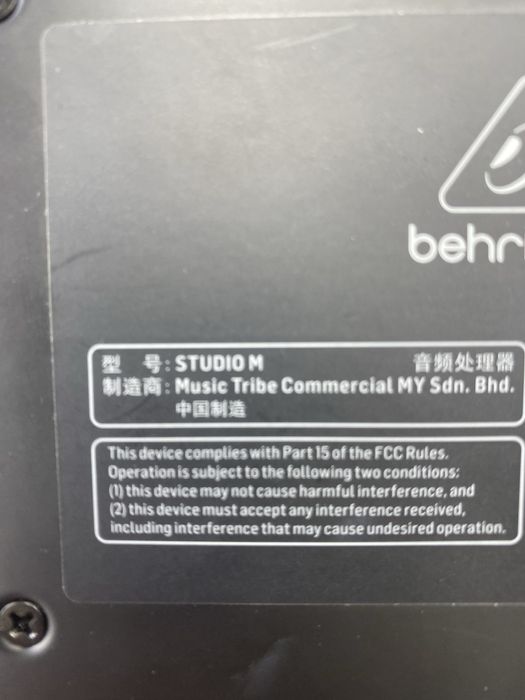 behr
型 号: STUDIO M 音频处理器
制造商: Music Tribe Commercial MY Sdn. Bhd.
中国制造
This device complies with Part 15 of the FCC Rules.
Operation is subject to the following two conditions:
(1) this device may not cause harmful interference, and
(2) this device must accept any interference received,
including interference that may cause undesired operation.